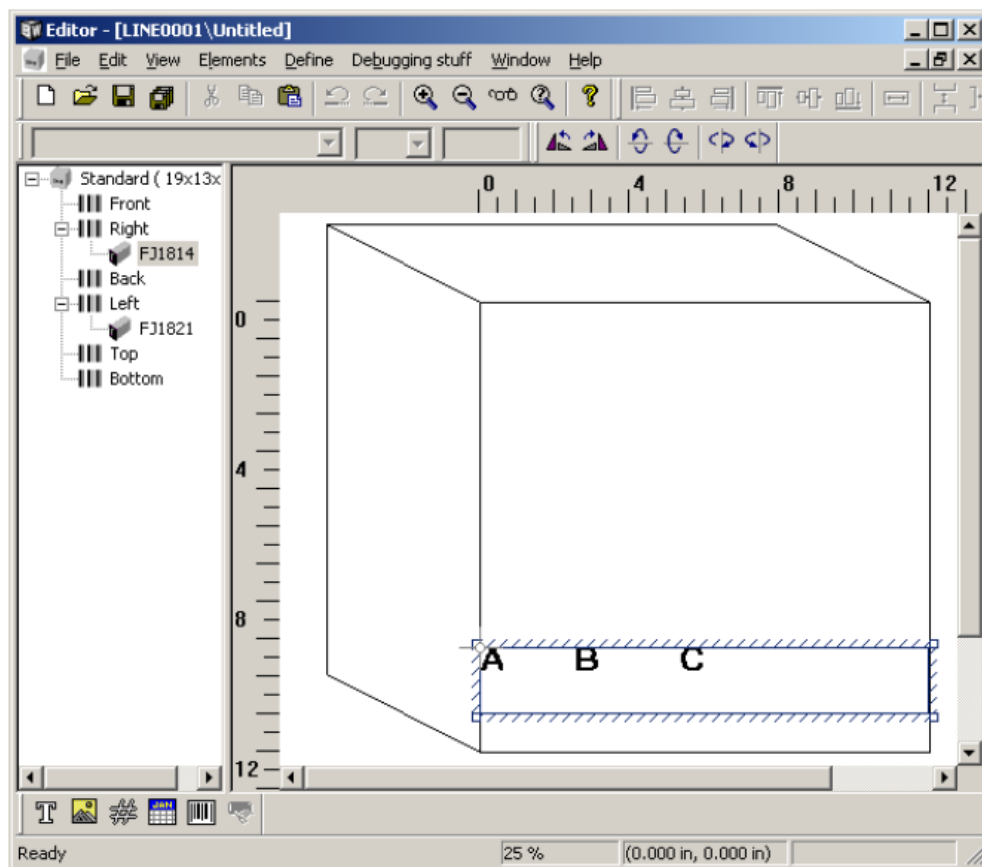 Editor - [LINE0001\Untitled]
File Edit View Elements Define Debugging stuff Window Help
Standard ( 19x13x
Front
Right
FJ1814
Back
Left
FJ1821
Top
Bottom
0 4 8 12
0
4
8
12
A B C
JAN
Ready 25 % (0.000 in, 0.000 in)